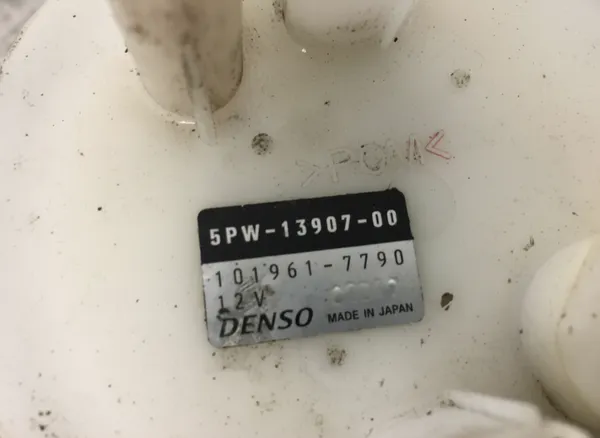 5PW-13907-00
101961-7790
12V
DENSO MADE IN JAPAN